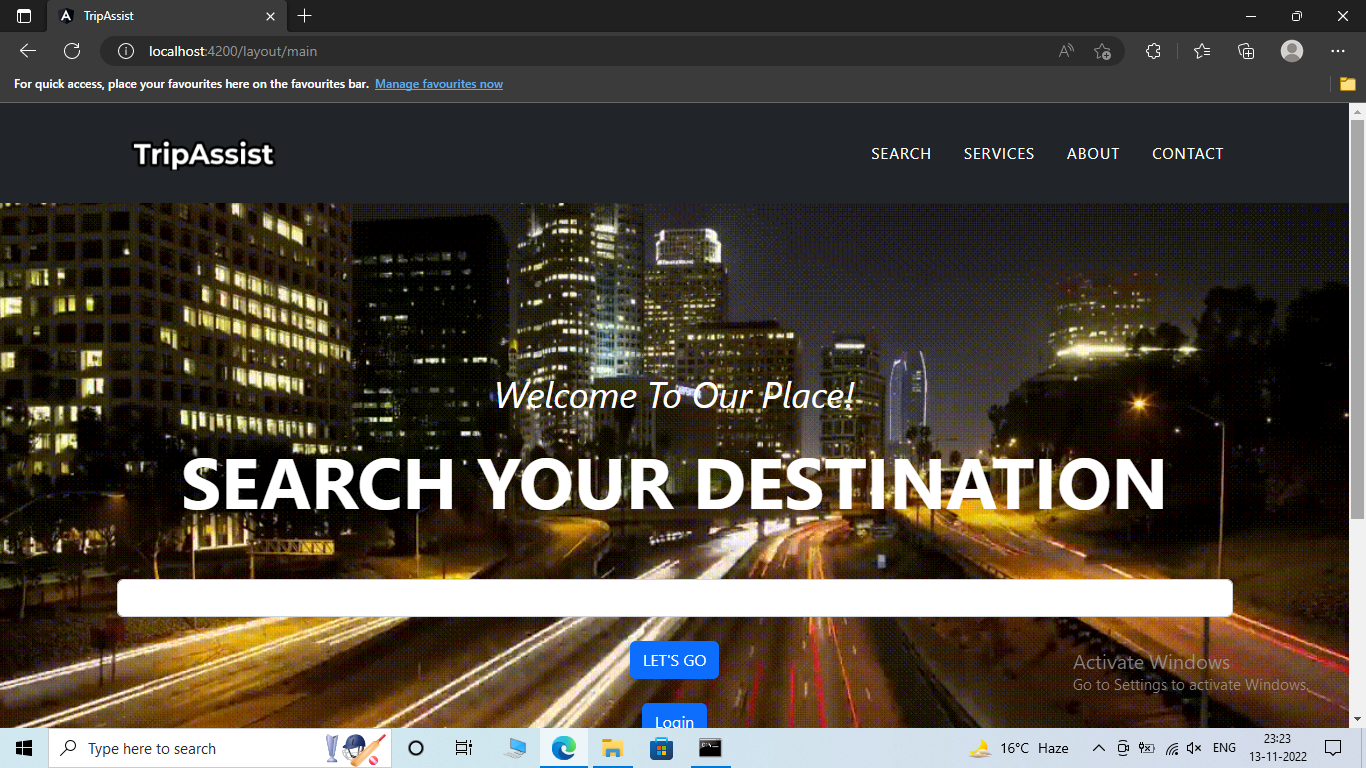 TripAssist
localhost:4200/layout/main
For quick access, place your favourites here on the favourites bar. Manage favourites now
TripAssist
SEARCH SERVICES ABOUT CONTACT
Welcome To Our Place!
SEARCH YOUR DESTINATION
LET'S GO
Login
Activate Windows
Go to Settings to activate Windows.
Type here to search
16°C Haze
ENG
23:23
13-11-2022